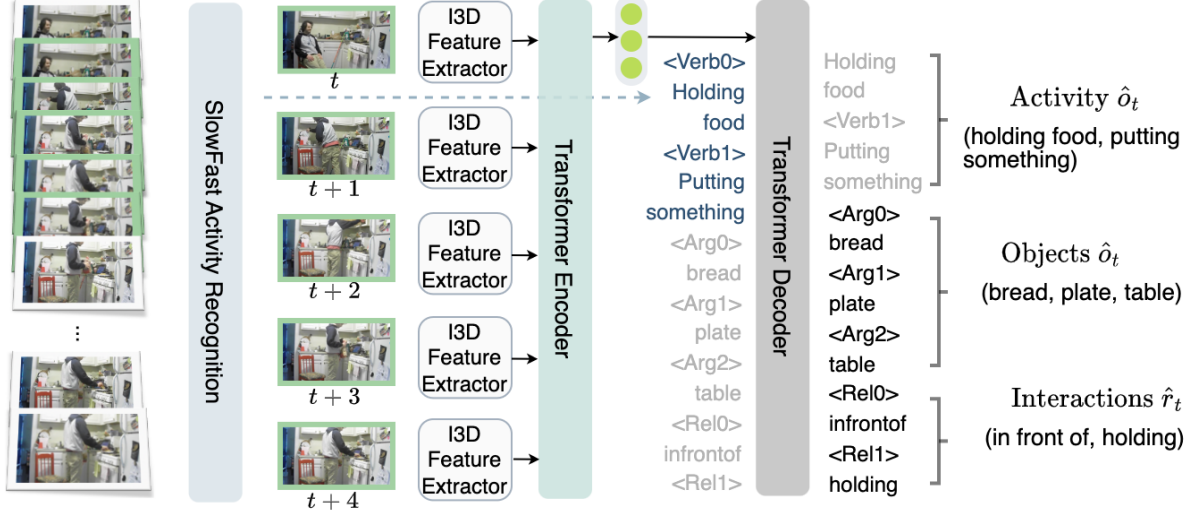 SlowFast Activity Recognition
t
I3D
Feature
Extractor
t + 1
I3D
Feature
Extractor
t + 2
I3D
Feature
Extractor
t + 3
I3D
Feature
Extractor
t + 4
I3D
Feature
Extractor
...
Transformer Encoder
<Verb0>
Holding
food
<Verb1>
Putting
something
<Arg0>
bread
<Arg1>
plate
<Arg2>
table
<Rel0>
infrontof
<Rel1>
Transformer Decoder
Holding
food
<Verb1>
Putting
something
<Arg0>
bread
<Arg1>
plate
<Arg2>
table
<Rel0>
infrontof
<Rel1>
holding
Activity ô_t
(holding food, putting
something)
Objects ô_t
(bread, plate, table)
Interactions r̂_t
(in front of, holding)